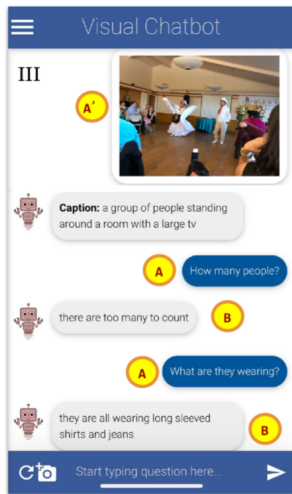 Visual Chatbot
III
A′
Caption: a group of people standing
around a room with a large tv
A
How many people?
there are too many to count
B
A
What are they wearing?
they are all wearing long sleeved
shirts and jeans
B
Start typing question here...